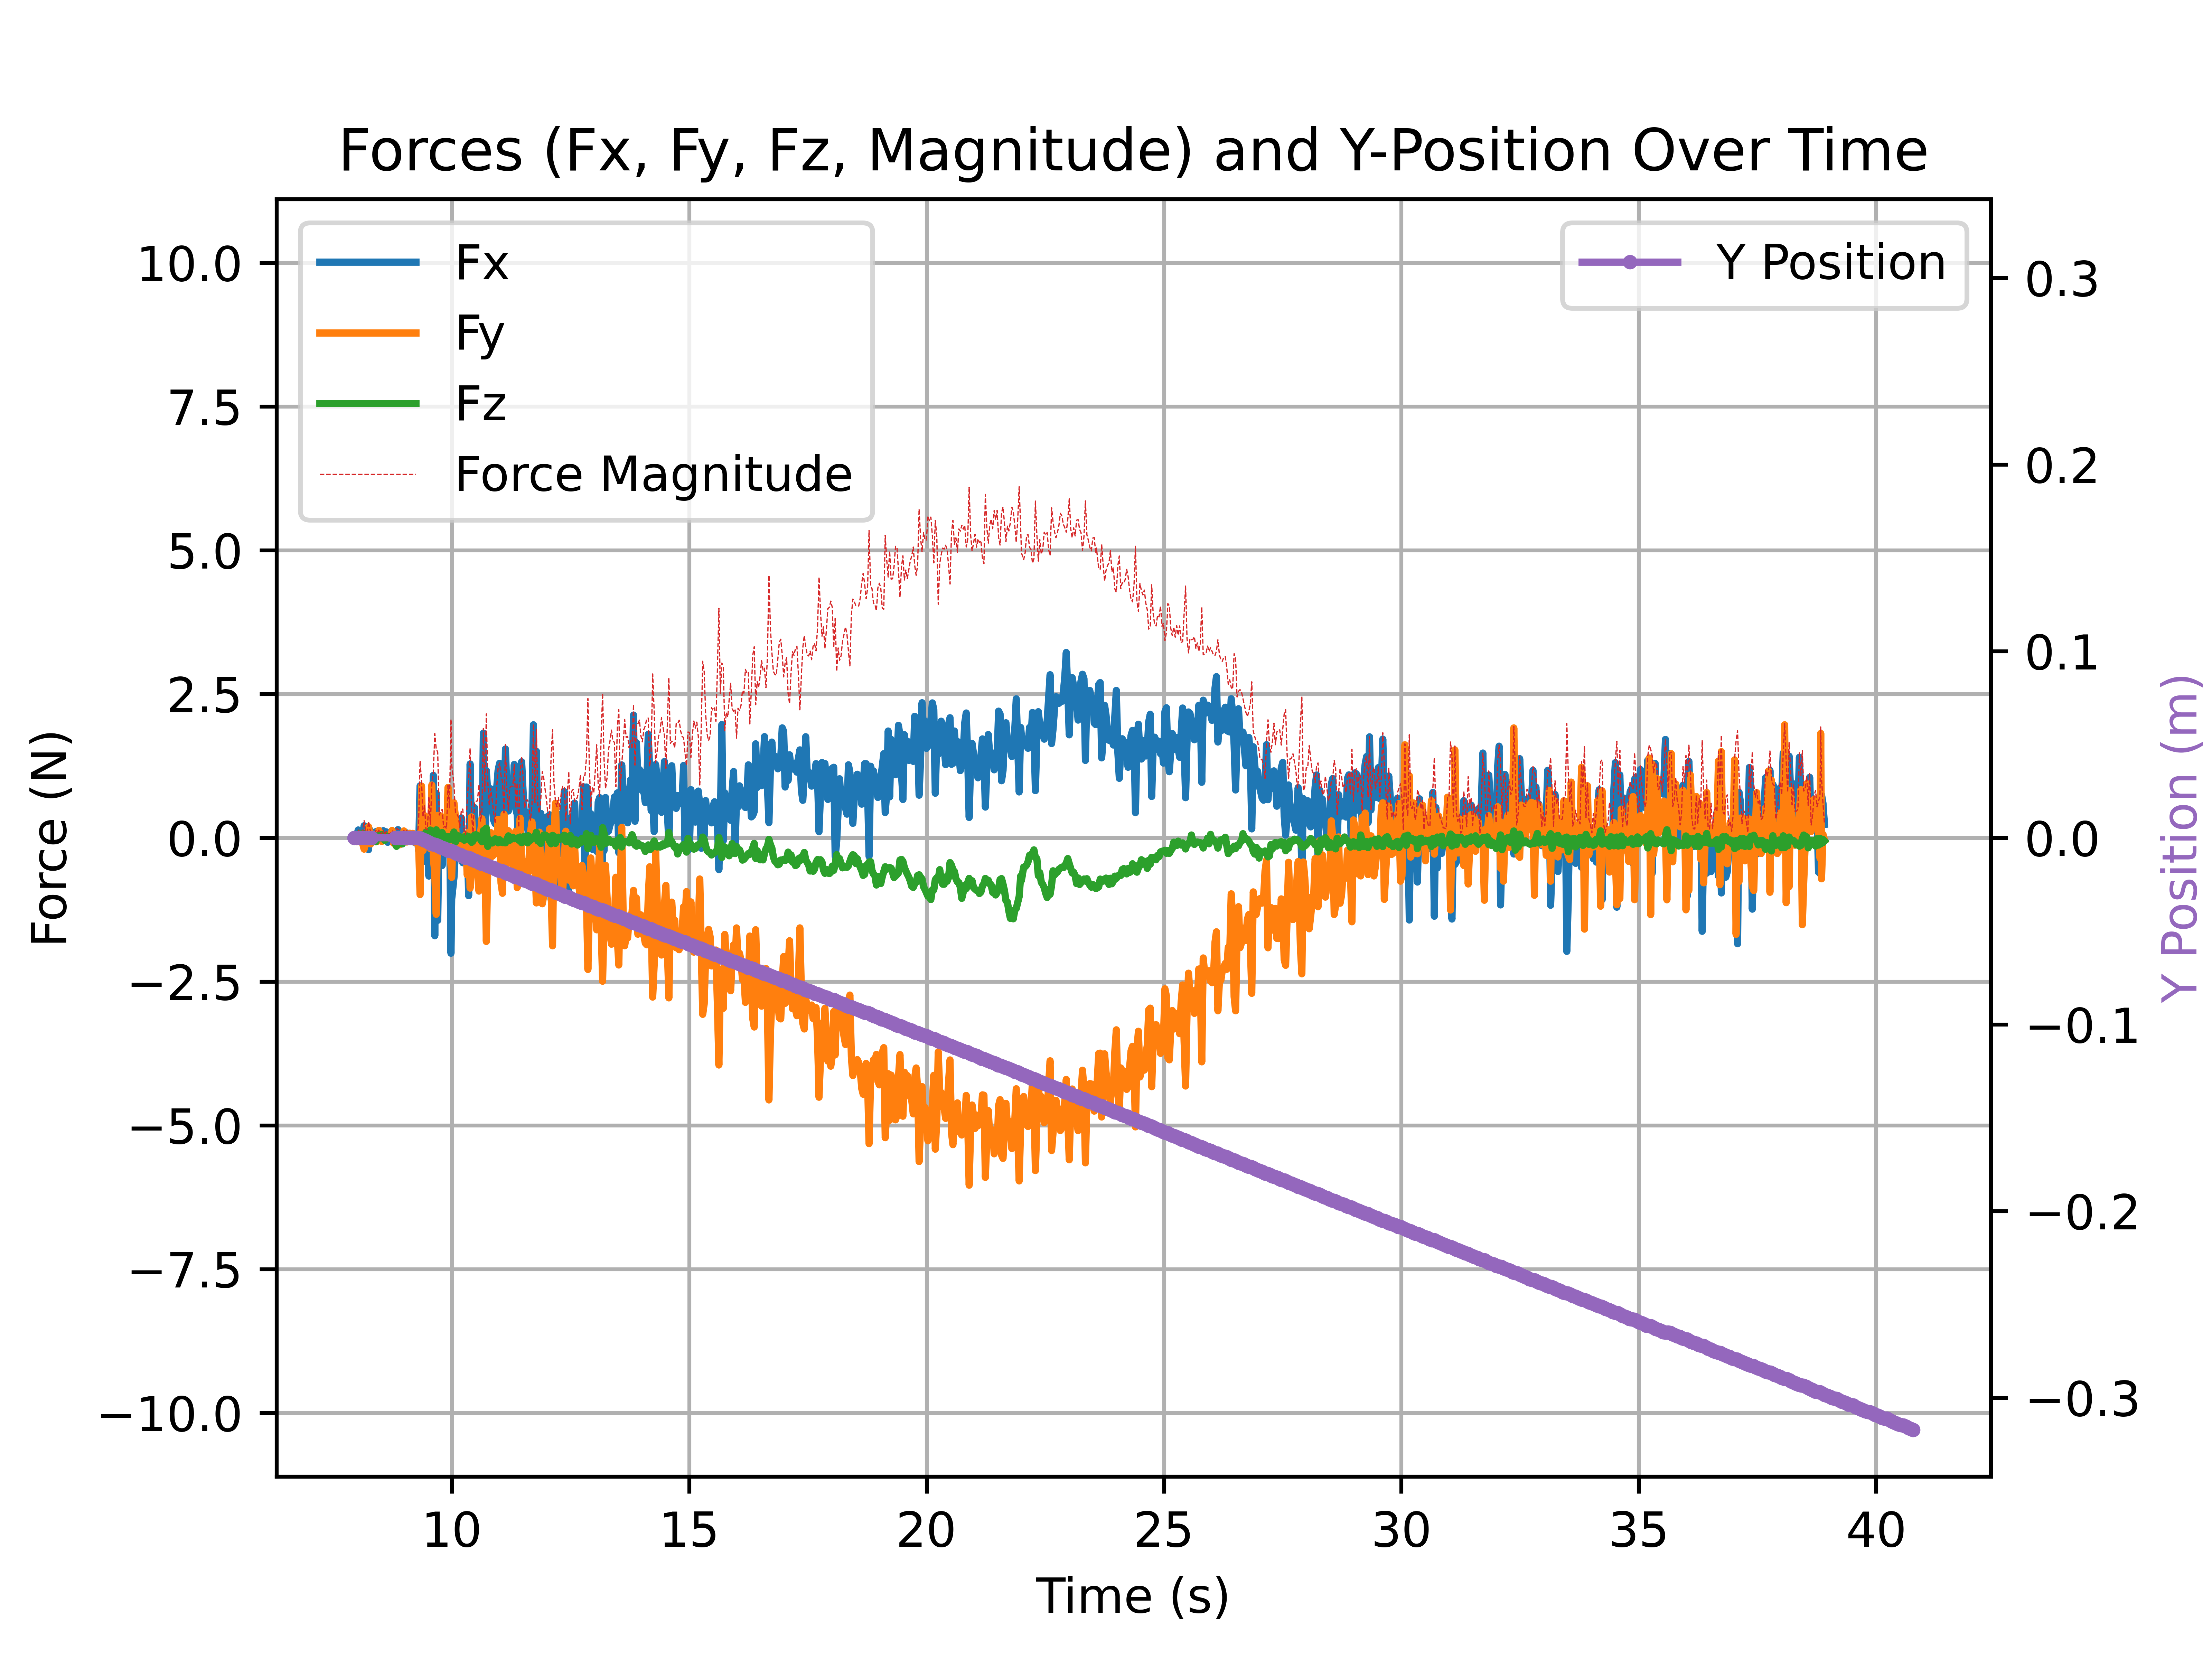 Forces (Fx, Fy, Fz, Magnitude) and Y-Position Over Time
Fx
Fy
Fz
Force Magnitude
Y Position
10.0
7.5
5.0
2.5
0.0
−2.5
−5.0
−7.5
−10.0
Force (N)
0.3
0.2
0.1
0.0
−0.1
−0.2
−0.3
Y Position (m)
10 15 20 25 30 35 40
Time (s)